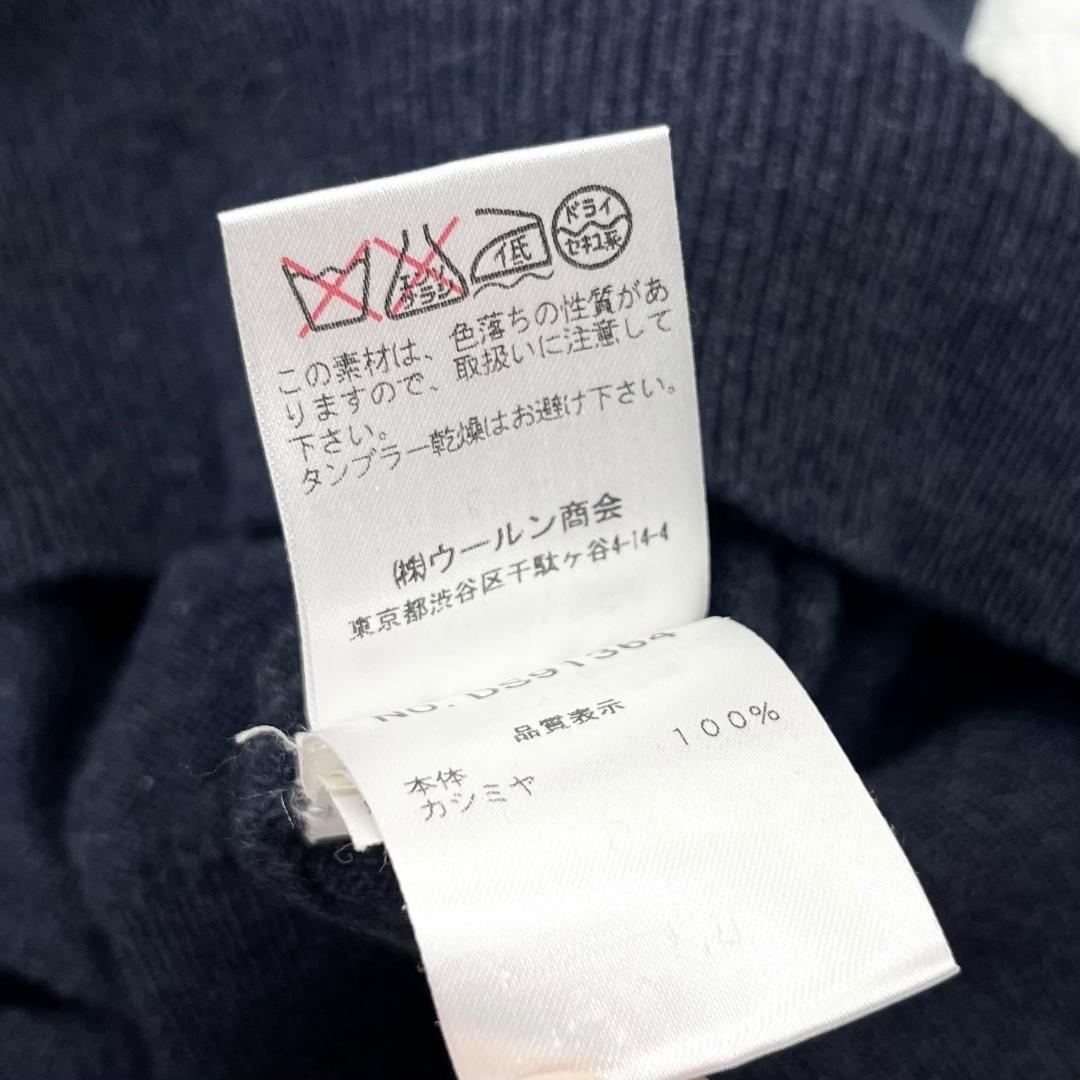 エンソ
サラシ
低
ドライ
セキユ系
この素材は、色落ちの性質があ
りますので、取扱いに注意して
下さい。
タンブラー乾燥はお避け下さい。
㈱ウールン商会
東京都渋谷区千駄ヶ谷4-14-4
NO. DS91364
品質表示
本体
カシミヤ 100%